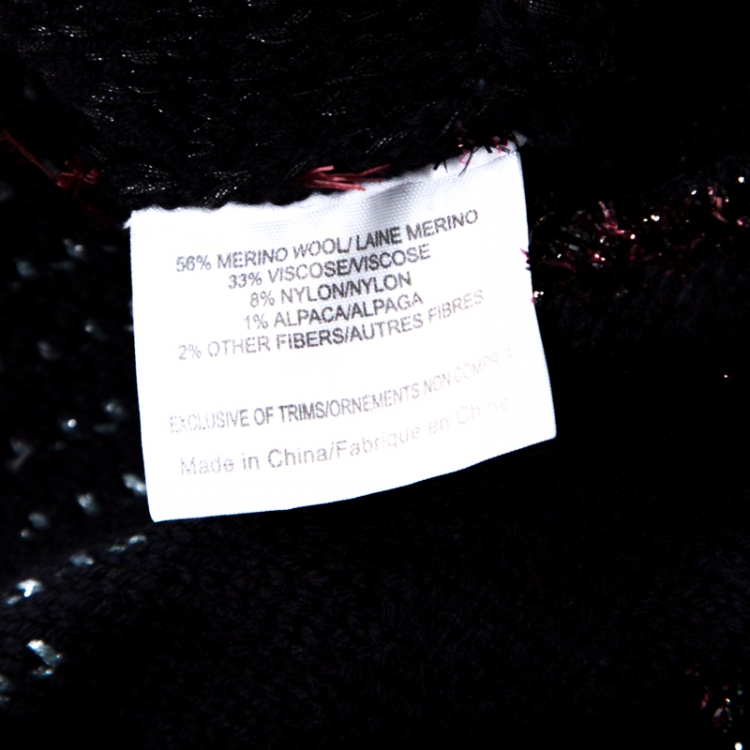 56% MERINO WOOL/ LAINE MERINO
33% VISCOSE/VISCOSE
8% NYLON/NYLON
1% ALPACA/ALPAGA
2% OTHER FIBERS/AUTRES FIBRES
EXCLUSIVE OF TRIMS/ORNEMENTS NON COMPRIS
Made in China/Fabrique en Chine